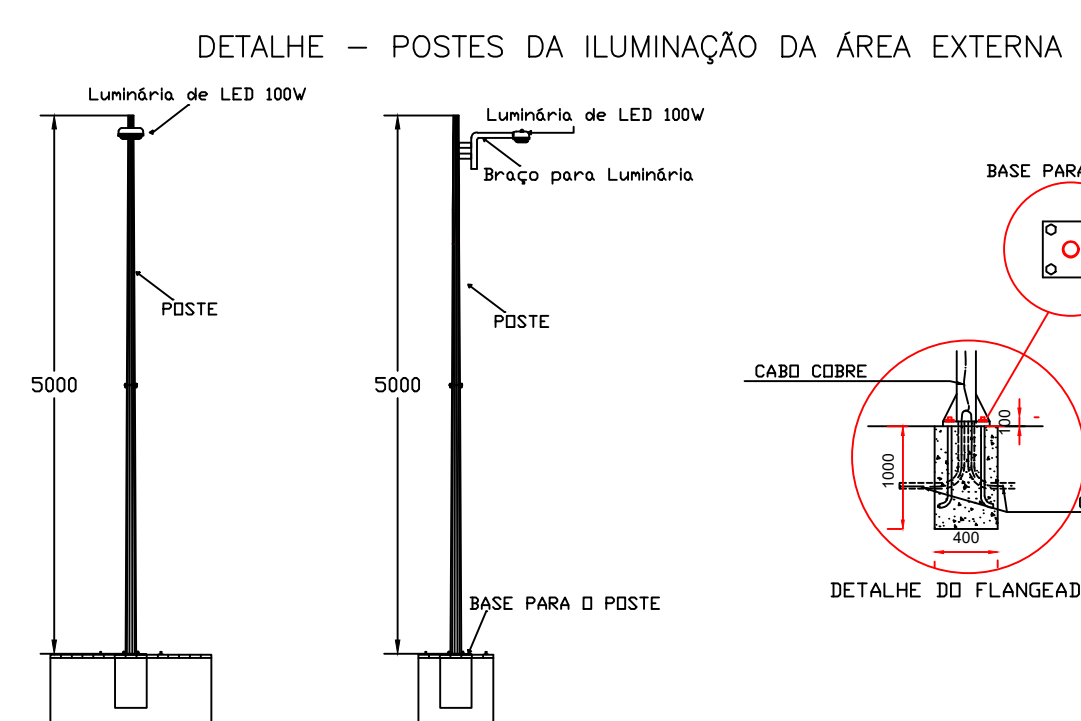 DETALHE - POSTES DA ILUMINAÇÃO DA ÁREA EXTERNA
Luminária de LED 100W
Luminária de LED 100W
Braço para Luminária
BASE PARA
POSTE
POSTE
5000
5000
CABO COBRE
100
1000
400
DETALHE DO FLANGEAD
BASE PARA O POSTE